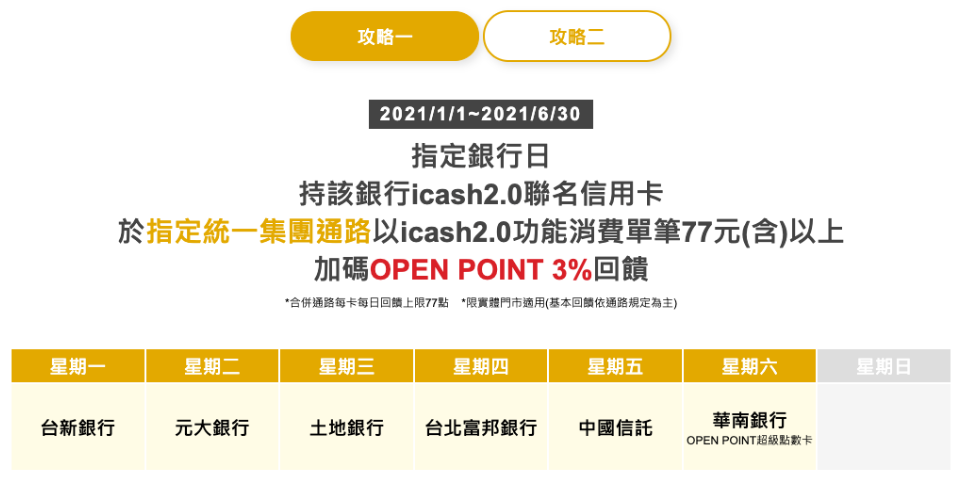 攻略一
攻略二
2021/1/1~2021/6/30
指定銀行日
持該銀行icash2.0聯名信用卡
於指定統一集團通路以icash2.0功能消費單筆77元(含)以上
加碼OPEN POINT 3%回饋
*合併通路每卡每日回饋上限77點 *限實體門市適用(基本回饋依通路規定為主)
星期一 星期二 星期三 星期四 星期五 星期六 星期日
台新銀行 元大銀行 土地銀行 台北富邦銀行 中國信託 華南銀行
OPEN POINT超級點數卡